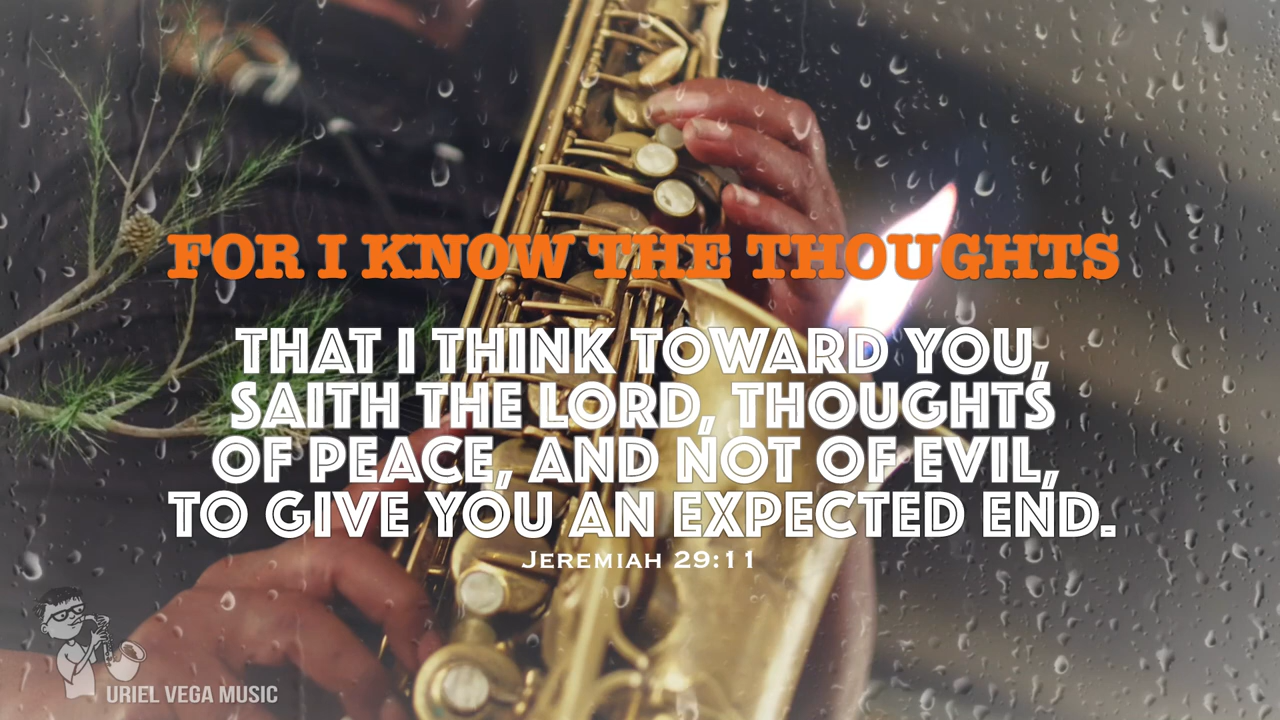 FOR I KNOW THE THOUGHTS
THAT I THINK TOWARD YOU,
SAITH THE LORD, THOUGHTS
OF PEACE, AND NOT OF EVIL,
TO GIVE YOU AN EXPECTED END.
JEREMIAH 29:11
URIEL VEGA MUSIC